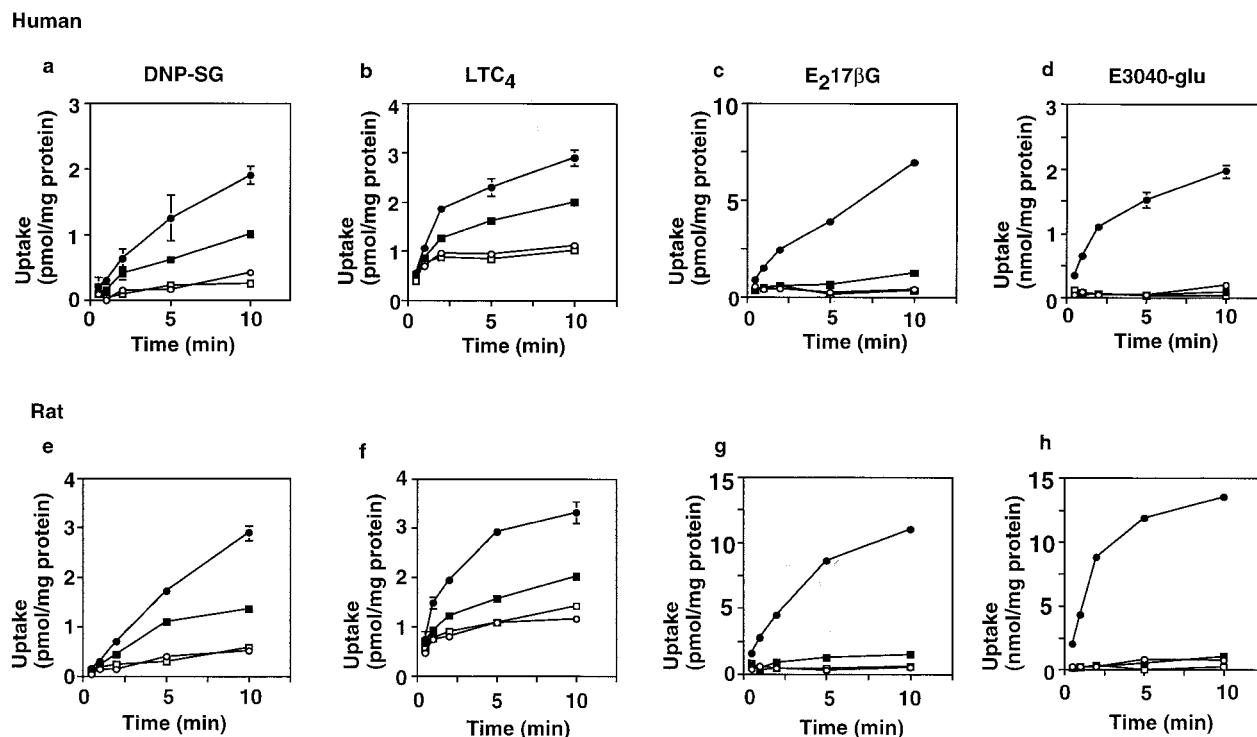 Human
a DNP-SG
b LTC4
c E217βG
d E3040-glu
Uptake
(pmol/mg protein)
3
2
1
0
0 5 10
Time (min)
Uptake
(pmol/mg protein)
4
3
2
1
0
0 5 10
Time (min)
Uptake
(pmol/mg protein)
10
5
0
0 5 10
Time (min)
Uptake
(nmol/mg protein)
3
2
1
0
0 5 10
Time (min)
Rat
e
f
g
h
Uptake
(pmol/mg protein)
4
3
2
1
0
0 5 10
Time (min)
Uptake
(pmol/mg protein)
4
3
2
1
0
0 5 10
Time (min)
Uptake
(pmol/mg protein)
15
10
5
0
0 5 10
Time (min)
Uptake
(nmol/mg protein)
15
10
5
0
0 5 10
Time (min)